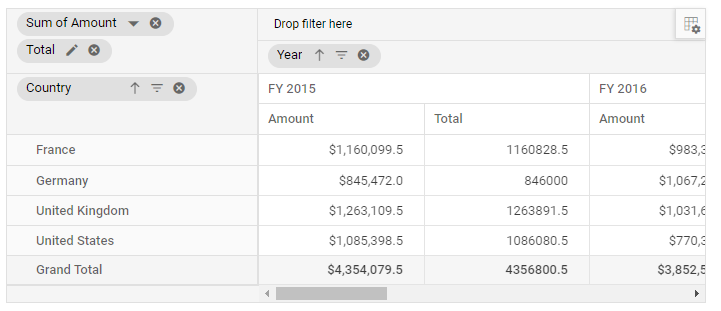 Sum of Amount
Drop filter here
Total
Year
Country
FY 2015 FY 2016
Amount Total Amount
France $1,160,099.5 1160828.5 $983,3
Germany $845,472.0 846000 $1,067,2
United Kingdom $1,263,109.5 1263891.5 $1,031,6
United States $1,085,398.5 1086080.5 $770,3
Grand Total $4,354,079.5 4356800.5 $3,852,5